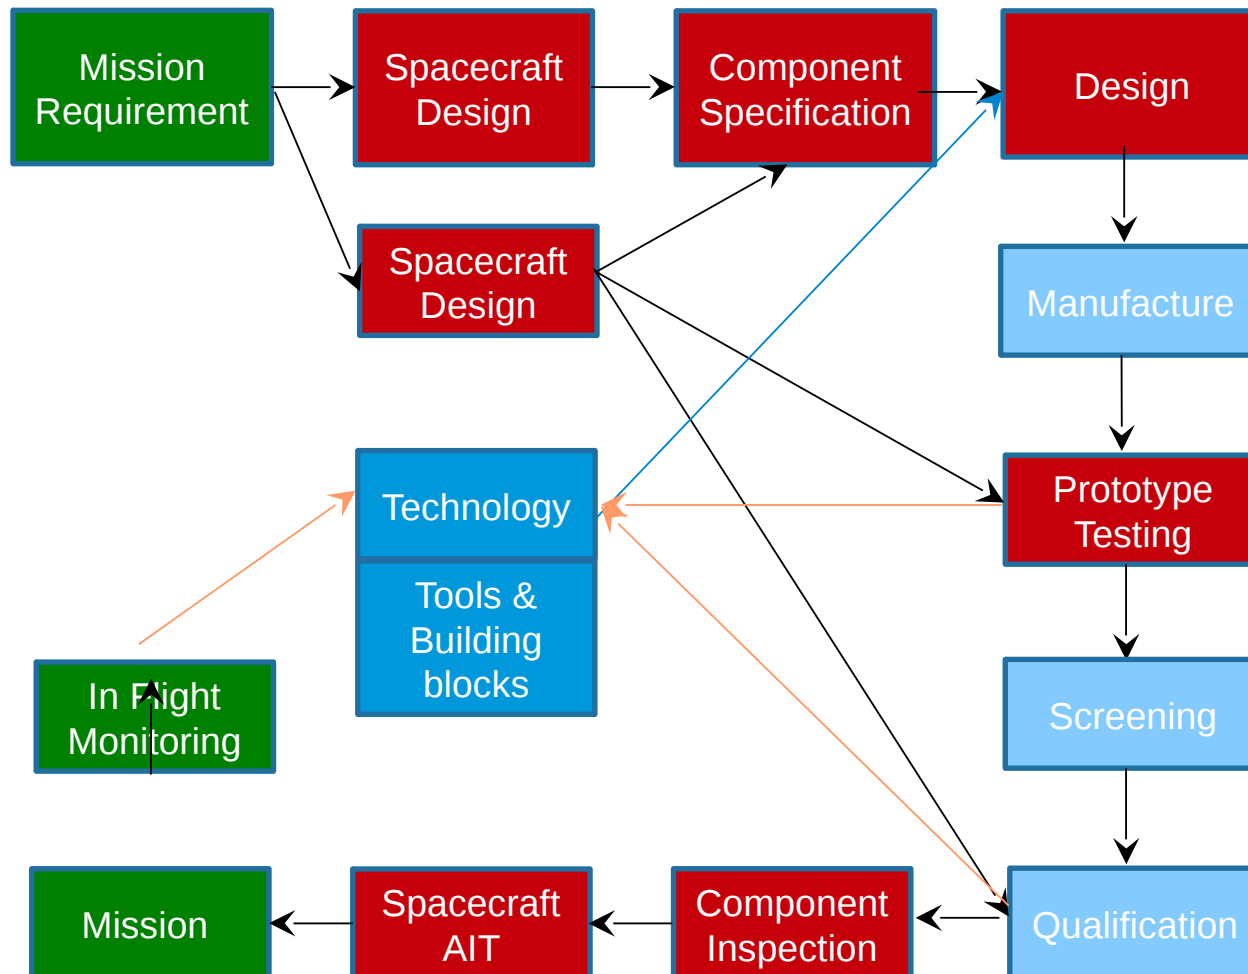 Mission
Requirement
Spacecraft
Design
Component
Specification
Design
Spacecraft
Design
Manufacture
Technology
Prototype
Testing
Tools &
Building
blocks
In Flight
Monitoring
Screening
Mission
Spacecraft
AIT
Component
Inspection
Qualification